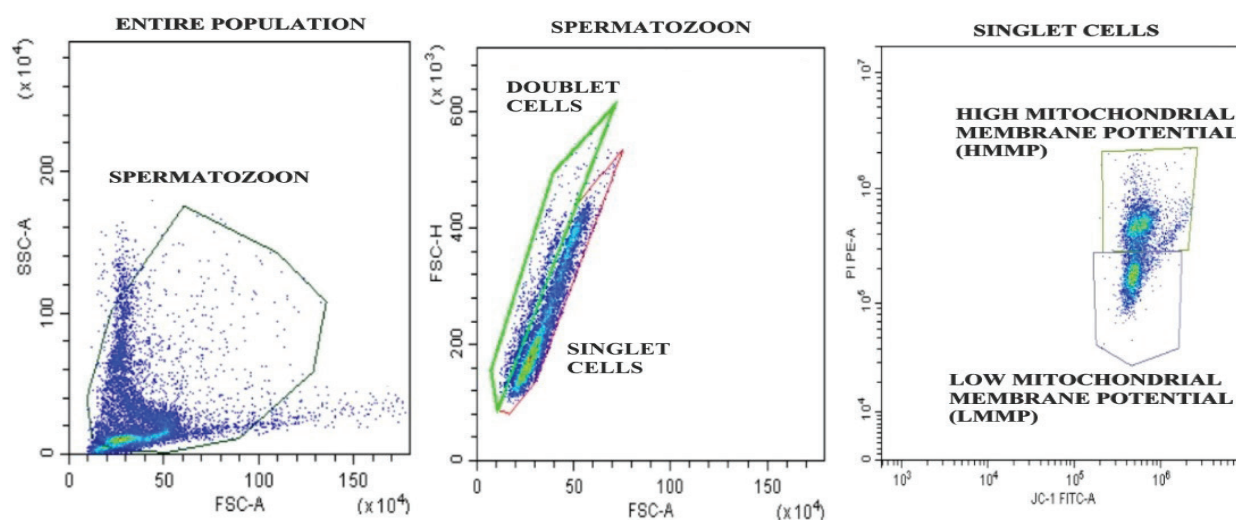 ENTIRE POPULATION
(x 10⁴)
SSC-A
200
100
0
SPERMATOZOON
0
50
100
150
FSC-A
(x 10⁴)
SPERMATOZOON
(x 10³)
FSC-H
600
400
200
0
DOUBLET
CELLS
SINGLET
CELLS
0
50
100
150
FSC-A
(x 10⁴)
SINGLET CELLS
PI PE-A
10⁷
10⁶
10⁵
10⁴
0
HIGH MITOCHONDRIAL
MEMBRANE POTENTIAL
(HMMP)
LOW MITOCHONDRIAL
MEMBRANE POTENTIAL
(LMMP)
10³
10⁴
10⁵
10⁶
JC-1 FITC-A